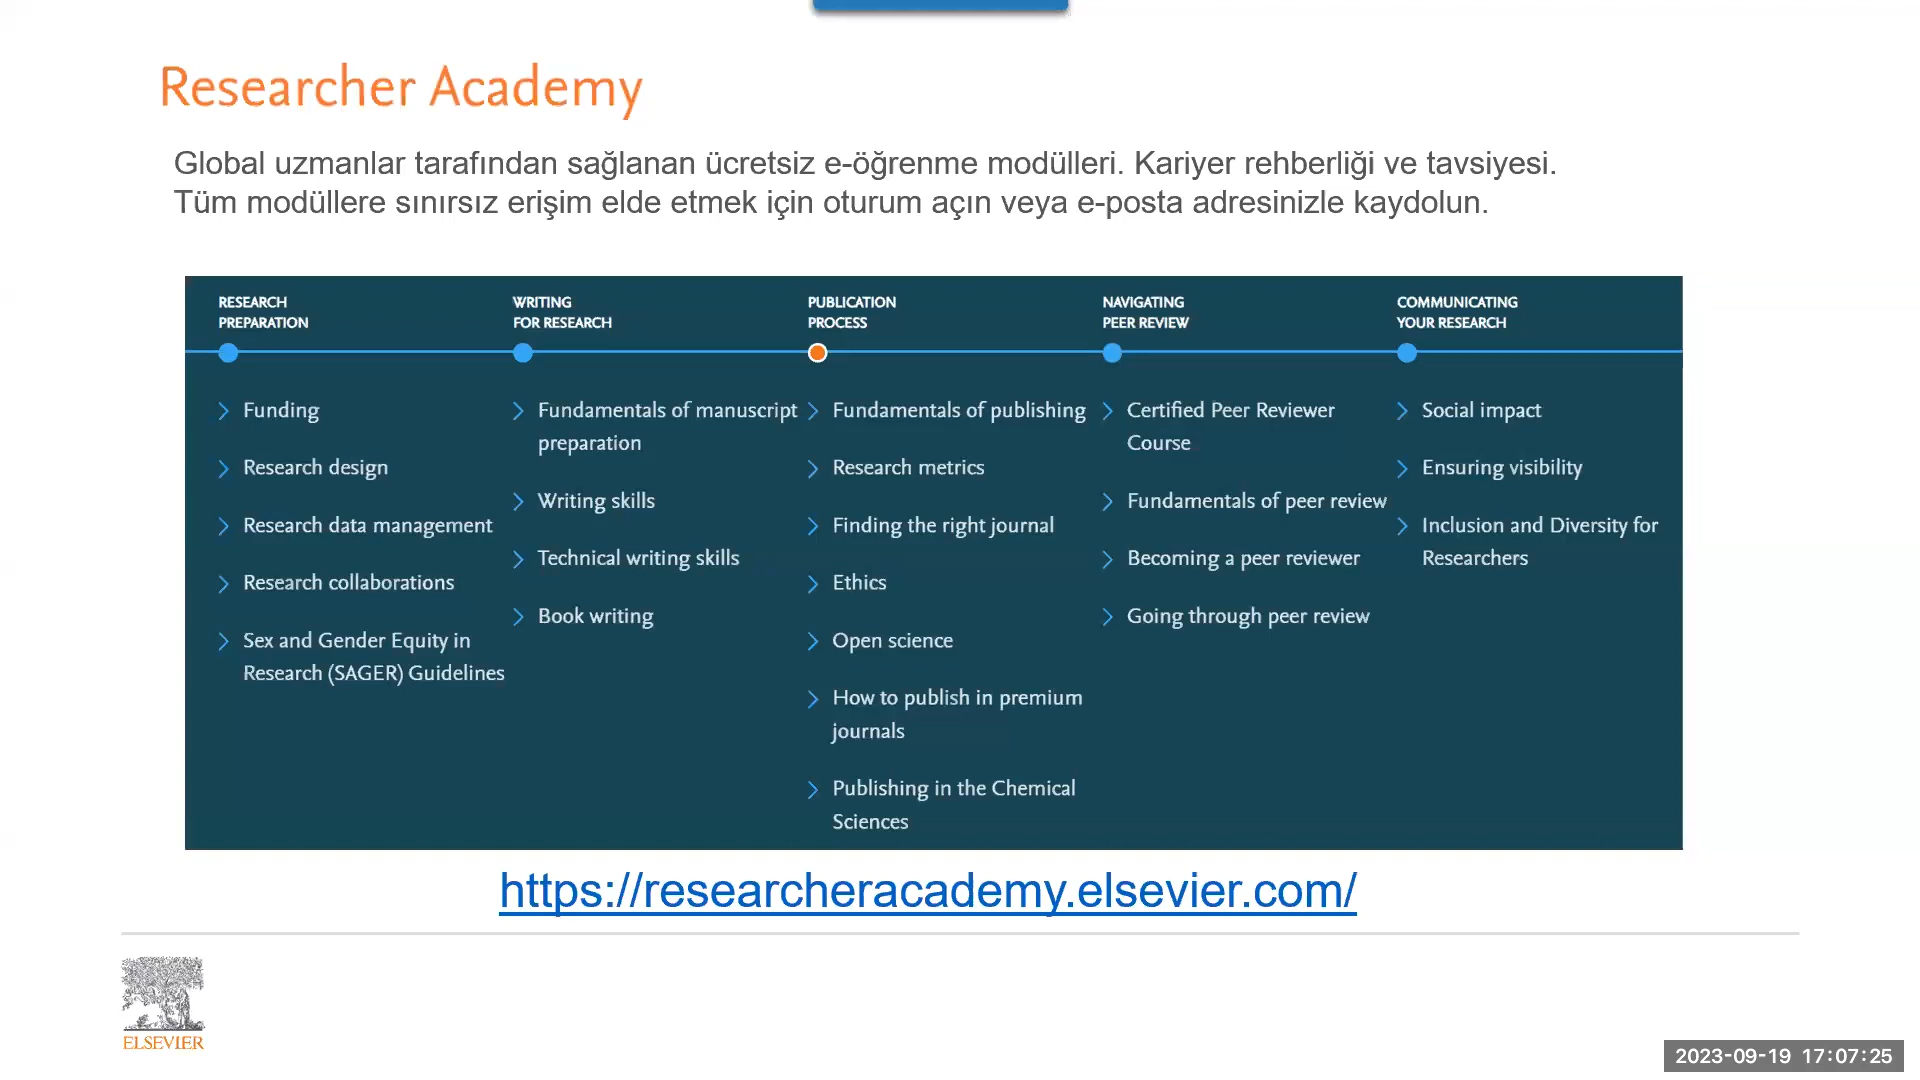 Researcher Academy
Global uzmanlar tarafından sağlanan ücretsiz e-öğrenme modülleri. Kariyer rehberliği ve tavsiyesi.
Tüm modüllere sınırsız erişim elde etmek için oturum açın veya e-posta adresinizle kaydolun.
RESEARCH
PREPARATION
Funding
Research design
Research data management
Research collaborations
Sex and Gender Equity in
Research (SAGER) Guidelines
WRITING
FOR RESEARCH
Fundamentals of manuscript
preparation
Writing skills
Technical writing skills
Book writing
PUBLICATION
PROCESS
Fundamentals of publishing
Research metrics
Finding the right journal
Ethics
Open science
How to publish in premium
journals
Publishing in the Chemical
Sciences
NAVIGATING
PEER REVIEW
Certified Peer Reviewer
Course
Fundamentals of peer review
Becoming a peer reviewer
Going through peer review
COMMUNICATING
YOUR RESEARCH
Social impact
Ensuring visibility
Inclusion and Diversity for
Researchers
https://researcheracademy.elsevier.com/
ELSEVIER
2023-09-19 17:07:25